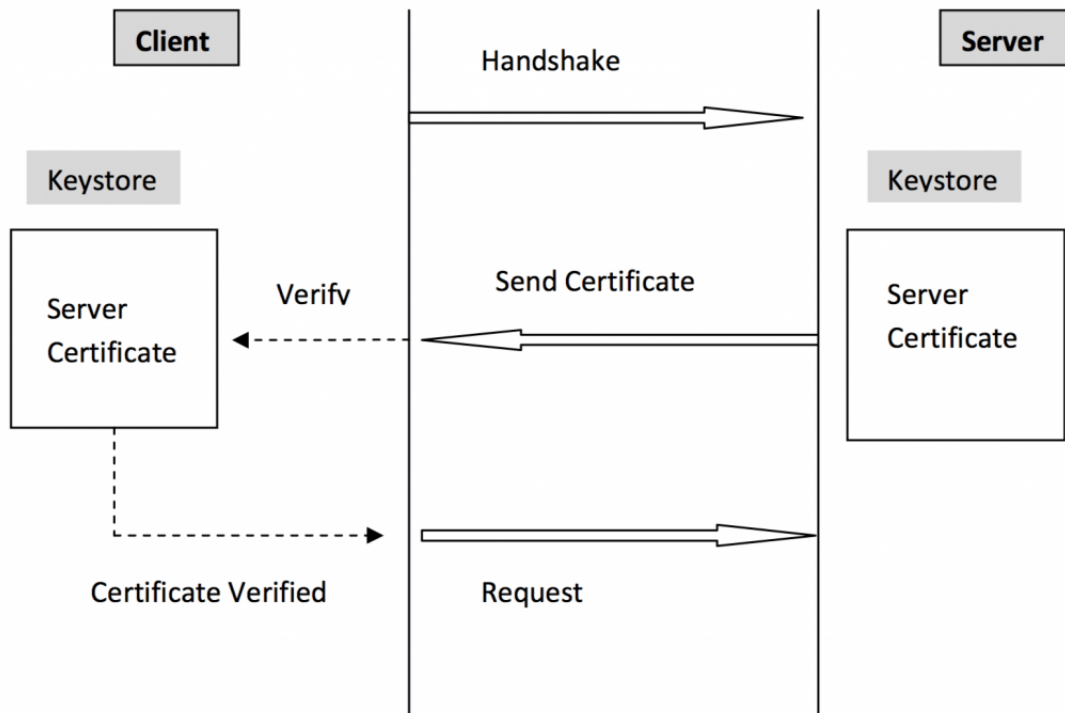 Client
Server
Handshake
Keystore
Keystore
Send Certificate
Verify
Server
Certificate
Server
Certificate
Certificate Verified
Request